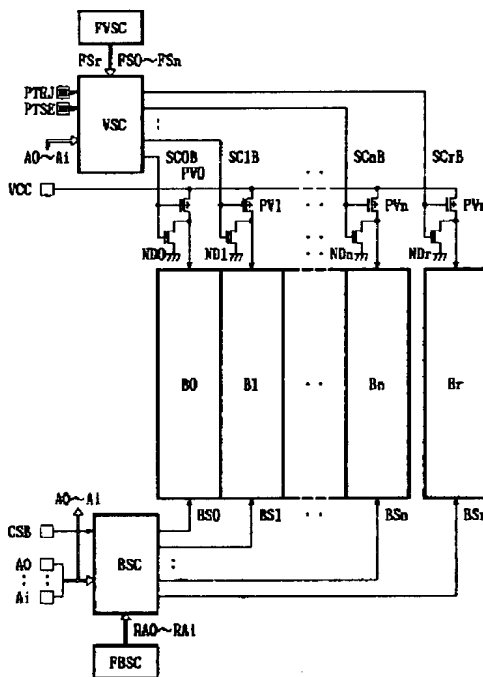 FVSC
FSr FS0~FSn
PTEJ
PTSE
VSC
A0~Ai
SC0B SC1B SCnB SCrB
PV0
VCC
PV1 PVn PVr
ND0 ND1 NDn NDr
B0 B1 Bn Br
A0~Ai
BS0 BS1 BSn BSr
CSB
A0
BSC
Ai
RA0~RAi
FBSC